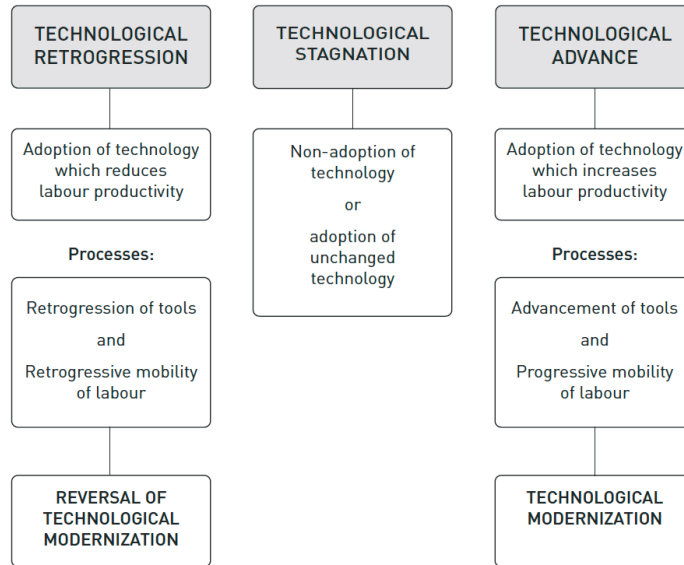 TECHNOLOGICAL
RETROGRESSION
Adoption of technology
which reduces
labour productivity
Processes:
Retrogression of tools
and
Retrogressive mobility
of labour
REVERSAL OF
TECHNOLOGICAL
MODERNIZATION
TECHNOLOGICAL
STAGNATION
Non-adoption of
technology
or
adoption of
unchanged
technology
TECHNOLOGICAL
ADVANCE
Adoption of technology
which increases
labour productivity
Processes:
Advancement of tools
and
Progressive mobility
of labour
TECHNOLOGICAL
MODERNIZATION